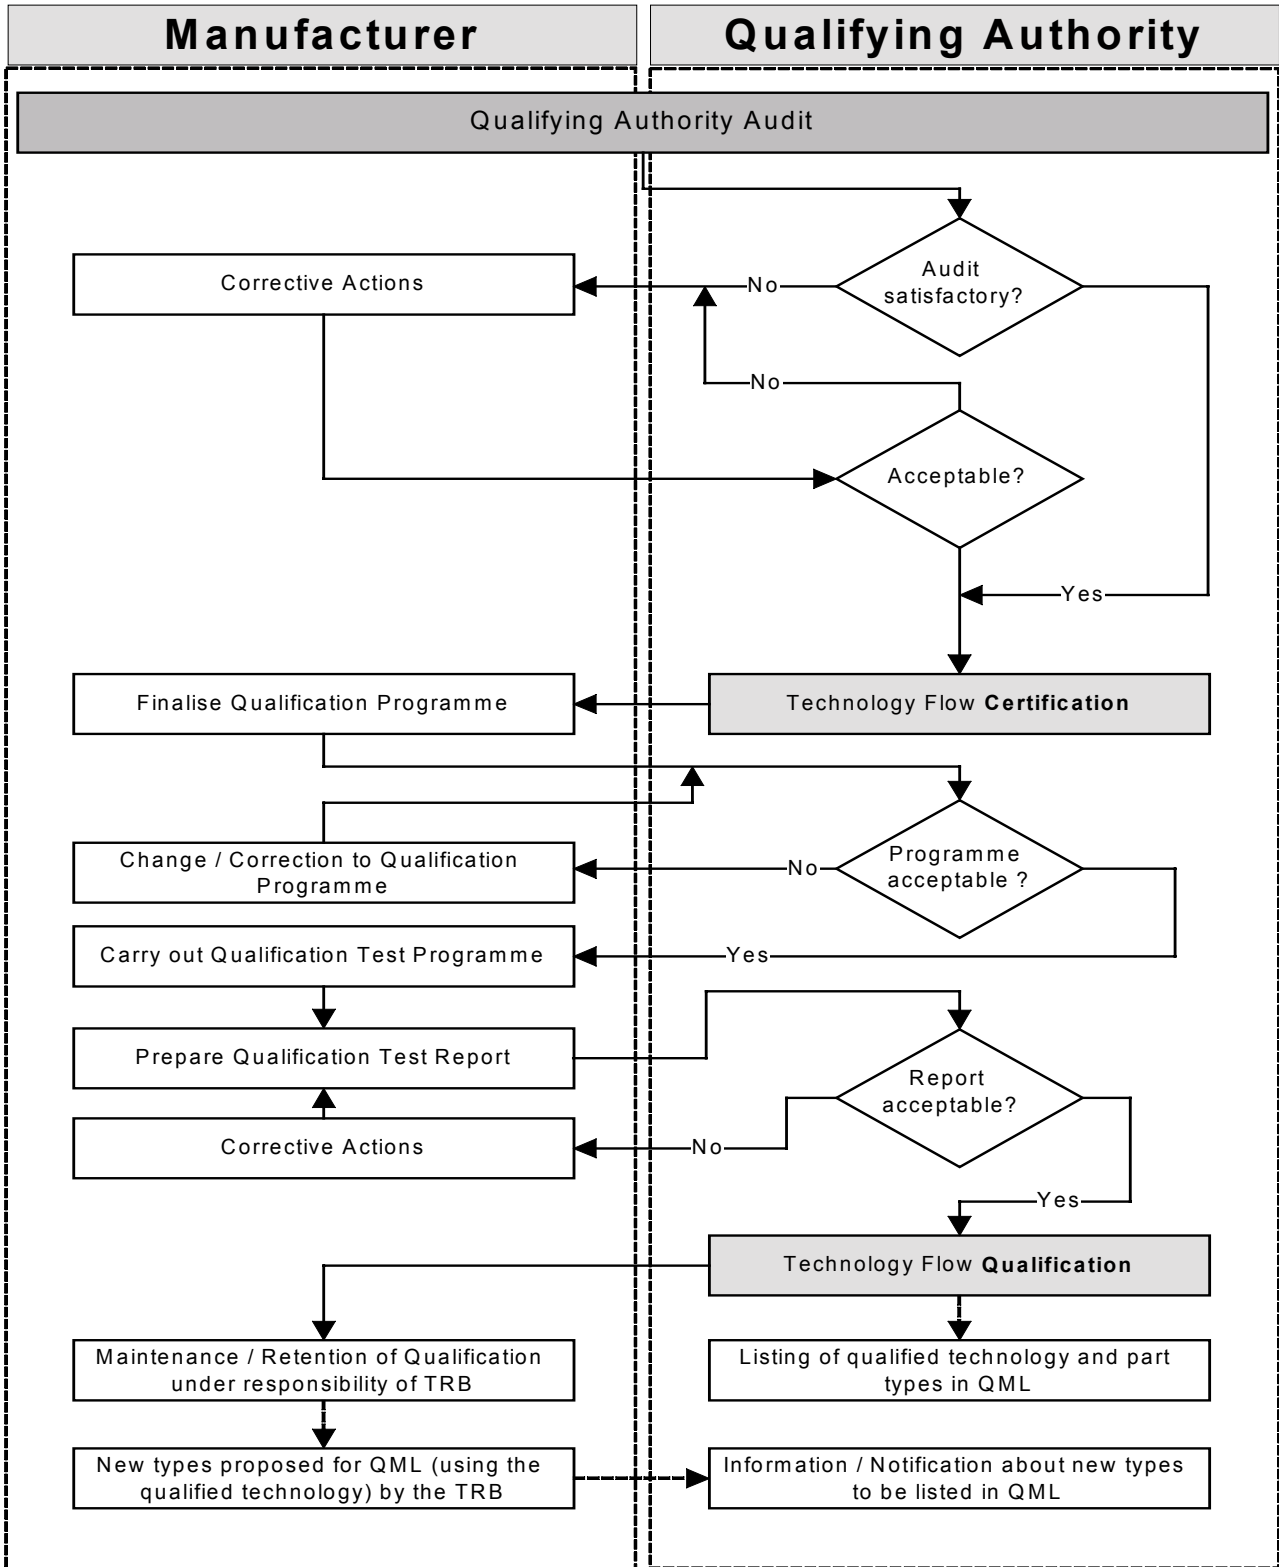 Manufacturer
Qualifying Authority
Qualifying Authority Audit
Audit
satisfactory?
No
Corrective Actions
No
Acceptable?
Yes
Finalise Qualification Programme
Technology Flow Certification
Programme
acceptable ?
No
Change / Correction to Qualification
Programme
Carry out Qualification Test Programme
Yes
Prepare Qualification Test Report
Report
acceptable?
Corrective Actions
No
Yes
Technology Flow Qualification
Maintenance / Retention of Qualification
under responsibility of TRB
Listing of qualified technology and part
types in QML
New types proposed for QML (using the
qualified technology) by the TRB
Information / Notification about new types
to be listed in QML